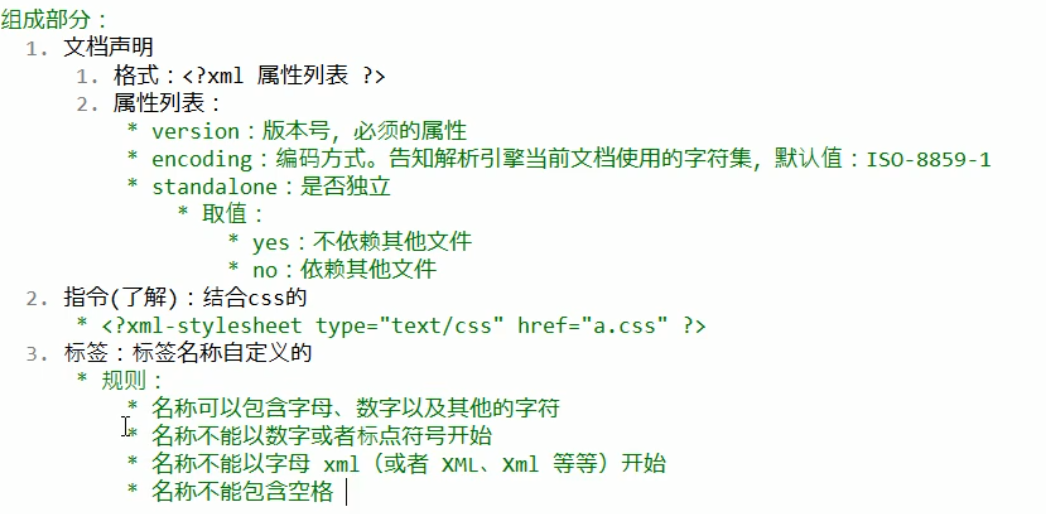 组成部分：
1. 文档声明
1. 格式：<?xml 属性列表 ?>
2. 属性列表：
* version：版本号，必须的属性
* encoding：编码方式。告知解析引擎当前文档使用的字符集，默认值：ISO-8859-1
* standalone：是否独立
* 取值：
* yes：不依赖其他文件
* no：依赖其他文件
2. 指令(了解)：结合css的
* <?xml-stylesheet type="text/css" href="a.css" ?>
3. 标签：标签名称自定义的
* 规则：
* 名称可以包含字母、数字以及其他的字符
* 名称不能以数字或者标点符号开始
* 名称不能以字母 xml（或者 XML、Xml 等等）开始
* 名称不能包含空格